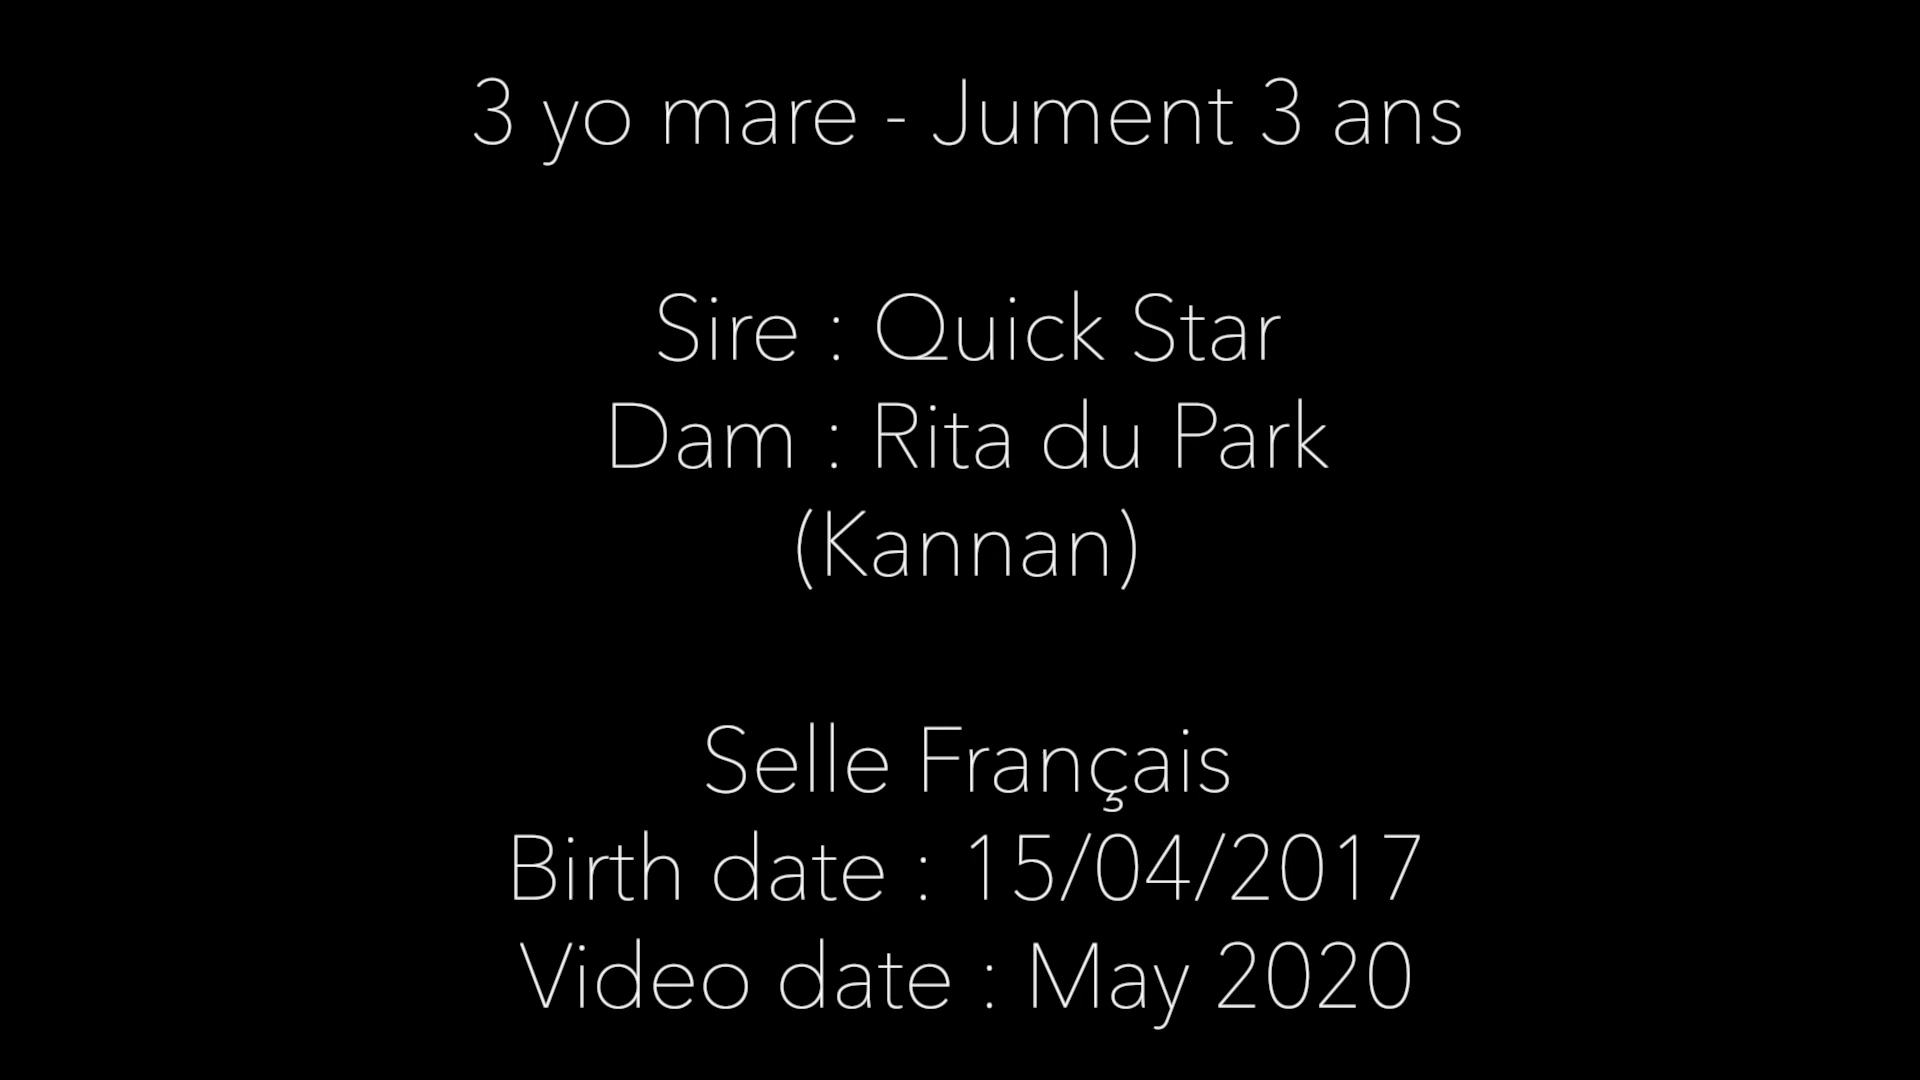 3 yo mare - Jument 3 ans
Sire : Quick Star
Dam : Rita du Park
(Kannan)
Selle Français
Birth date : 15/04/2017
Video date : May 2020